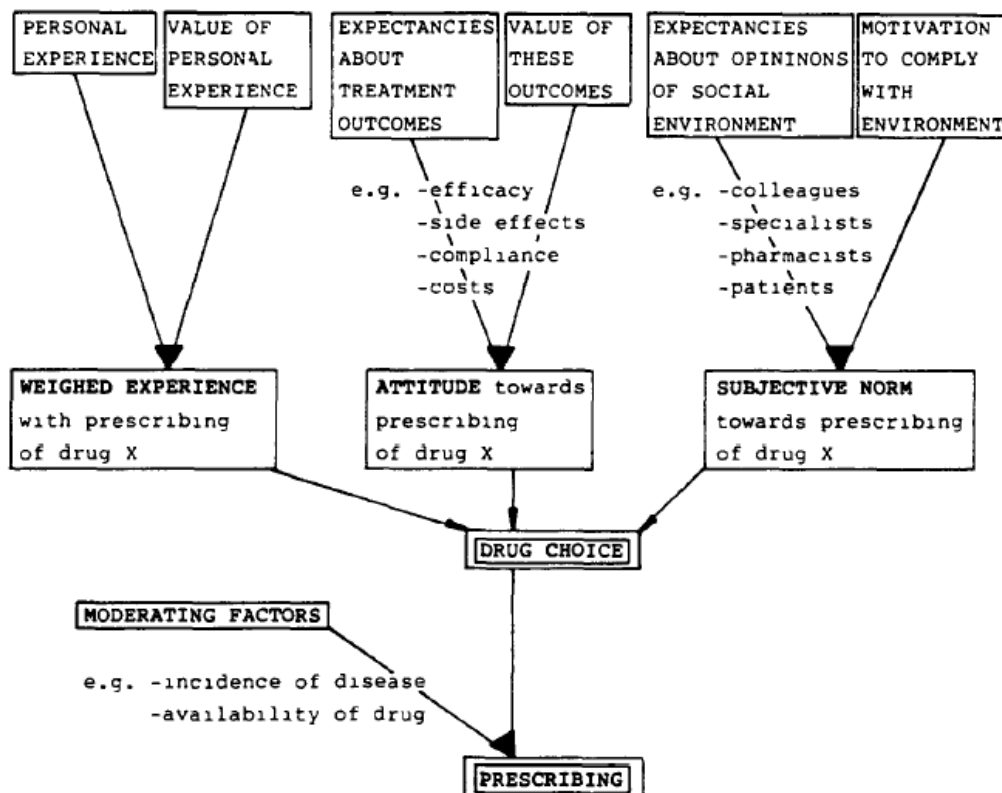 PERSONAL
EXPERIENCE
VALUE OF
PERSONAL
EXPERIENCE
EXPECTANCIES
ABOUT
TREATMENT
OUTCOMES
VALUE OF
THESE
OUTCOMES
EXPECTANCIES
ABOUT OPININONS
OF SOCIAL
ENVIRONMENT
MOTIVATION
TO COMPLY
WITH
ENVIRONMENT
e.g. -efficacy
-side effects
-compliance
-costs
e.g. -colleagues
-specialists
-pharmacists
-patients
WEIGHED EXPERIENCE
with prescribing
of drug X
ATTITUDE towards
prescribing
of drug X
SUBJECTIVE NORM
towards prescribing
of drug X
DRUG CHOICE
MODERATING FACTORS
e.g. -incidence of disease
-availability of drug
PRESCRIBING